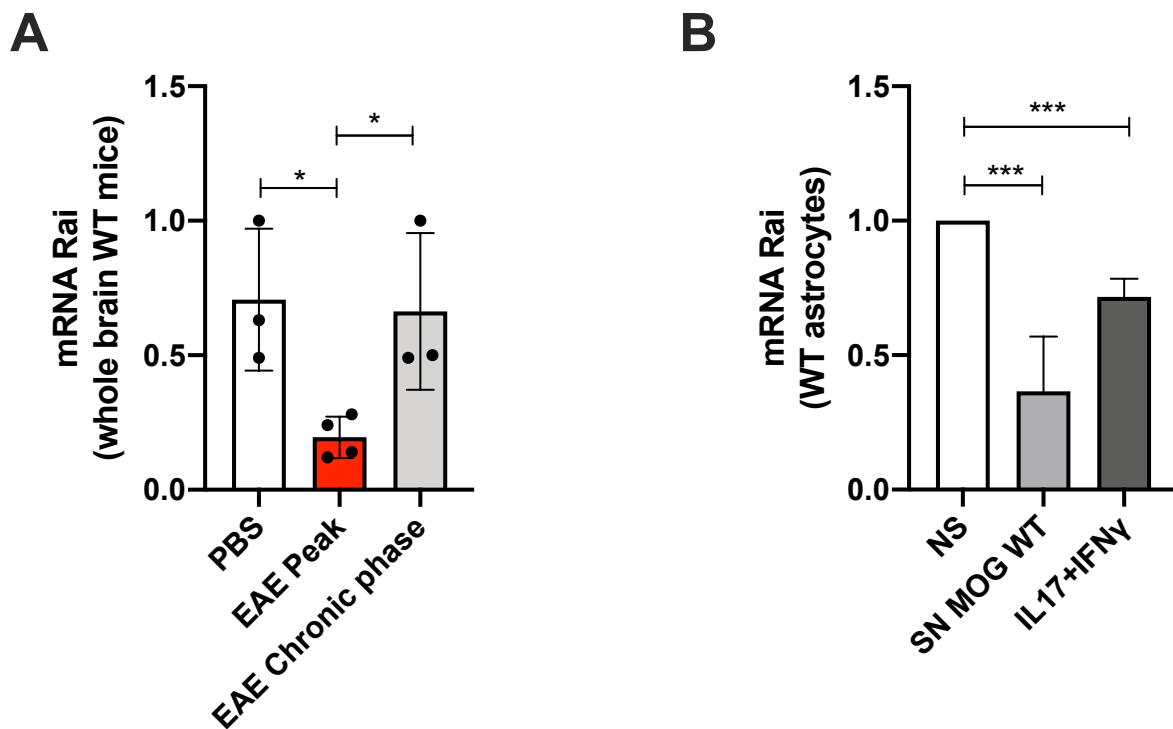 A
mRNA Rai
(whole brain WT mice)
1.5
1.0
0.5
0.0
*
*
PBS
EAE Peak
EAE Chronic phase
B
mRNA Rai
(WT astrocytes)
1.5
1.0
0.5
0.0
***
***
NS
SN MOG WT
IL17+IFNγ